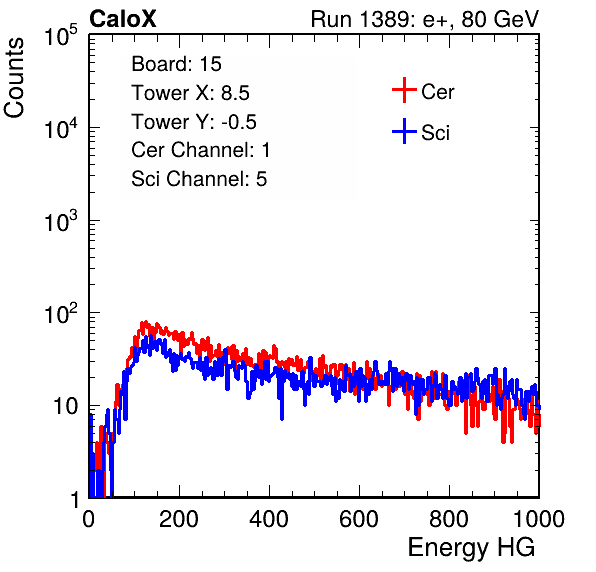 CaloX Run 1389: e+, 80 GeV
Counts
10^5
10^4
10^3
10^2
10
1
Board: 15
Tower X: 8.5
Tower Y: -0.5
Cer Channel: 1
Sci Channel: 5
Cer
Sci
0 200 400 600 800 1000
Energy HG